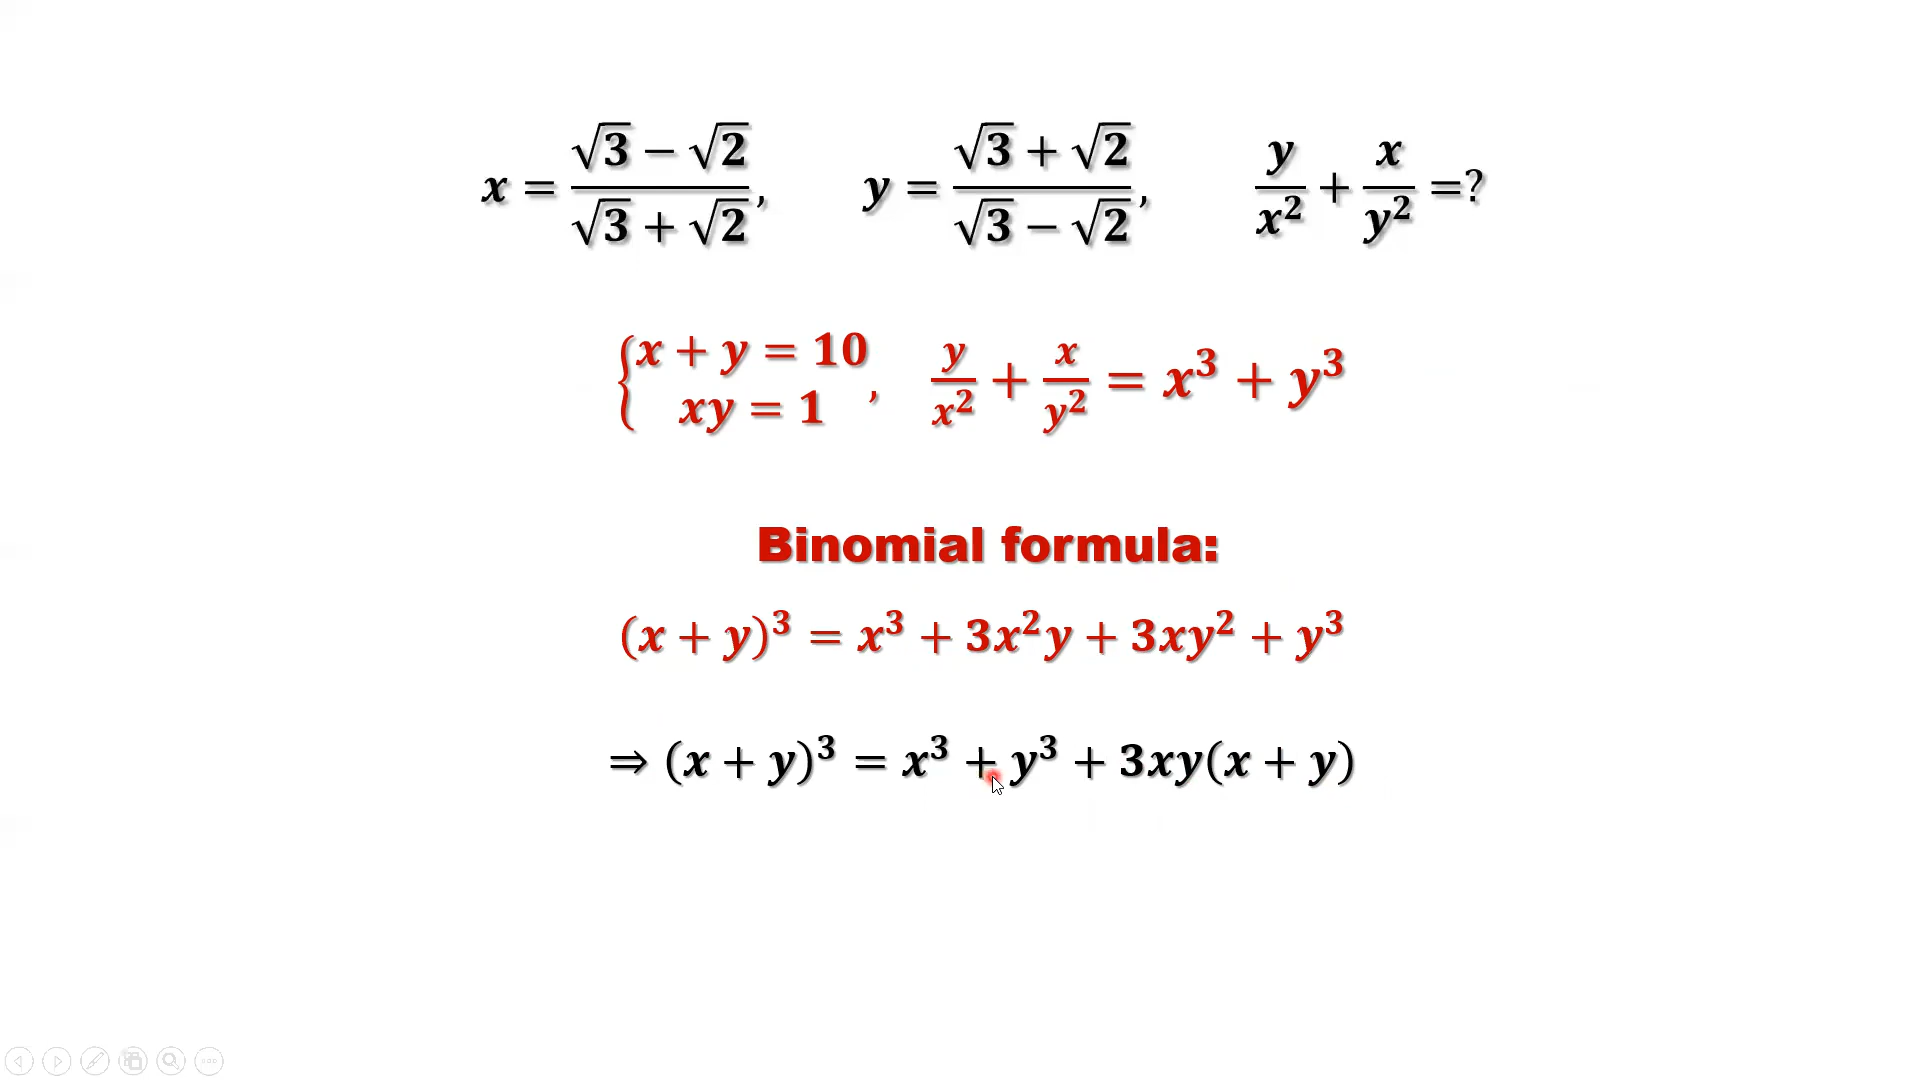 x = (√3 − √2)/(√3 + √2), y = (√3 + √2)/(√3 − √2), y/x² + x/y² =?
{x + y = 10
xy = 1 , y/x² + x/y² = x³ + y³
Binomial formula:
(x + y)³ = x³ + 3x²y + 3xy² + y³
⇒ (x + y)³ = x³ + y³ + 3xy(x + y)